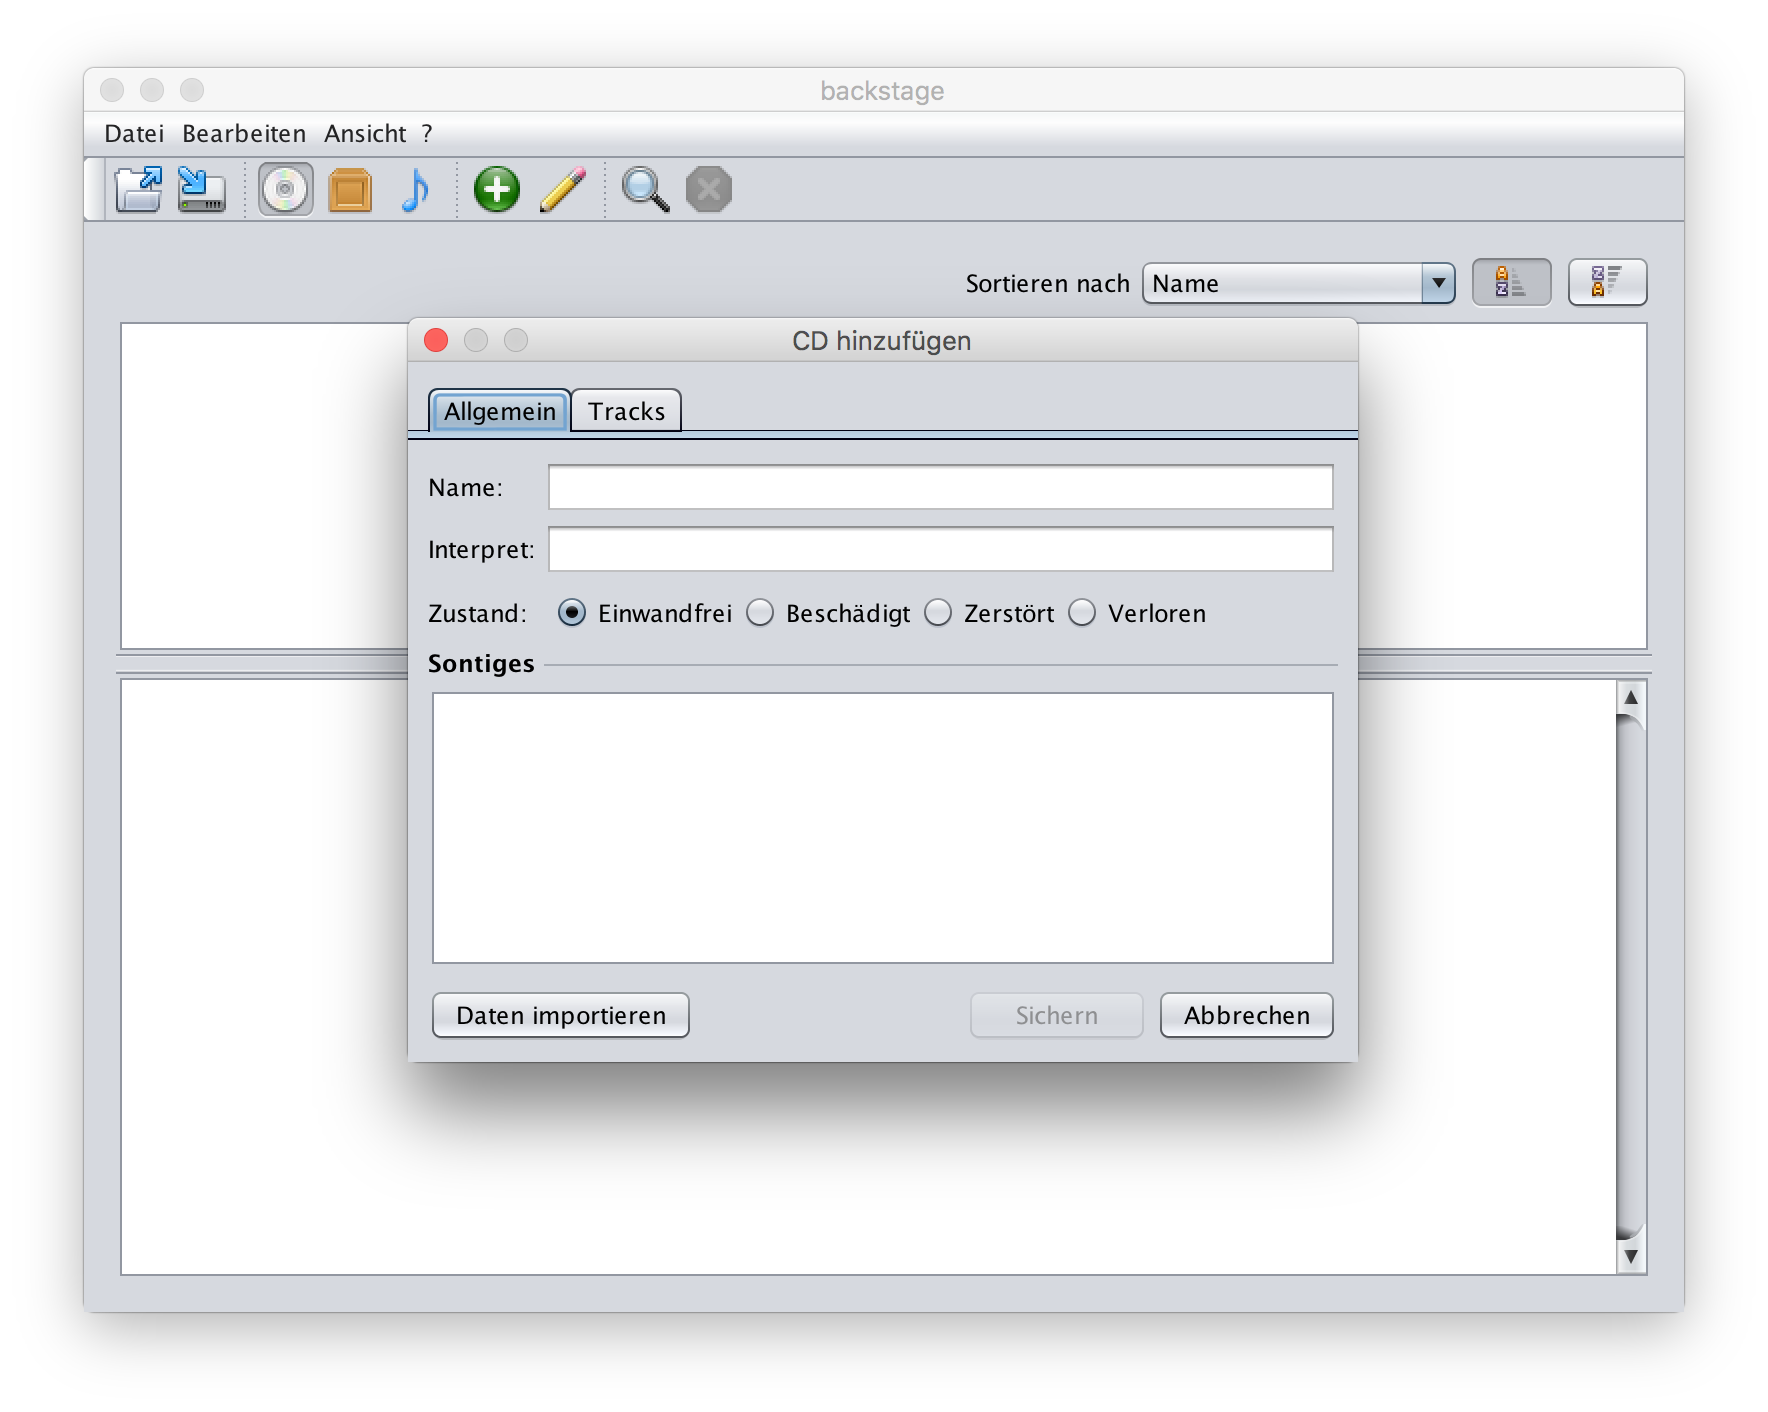 backstage
Datei Bearbeiten Ansicht ?
Sortieren nach Name
CD hinzufügen
Allgemein Tracks
Name:
Interpret:
Zustand: Einwandfrei Beschädigt Zerstört Verloren
Sontiges
Daten importieren Sichern Abbrechen